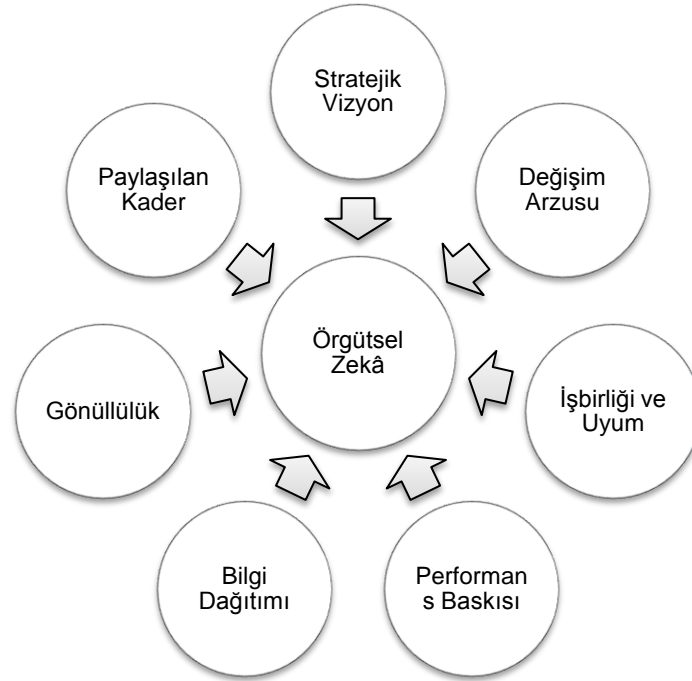 Stratejik
Vizyon
Paylaşılan
Kader
Değişim
Arzusu
Örgütsel
Zekâ
Gönüllülük
İşbirliği ve
Uyum
Bilgi
Dağıtımı
Performan
s Baskısı